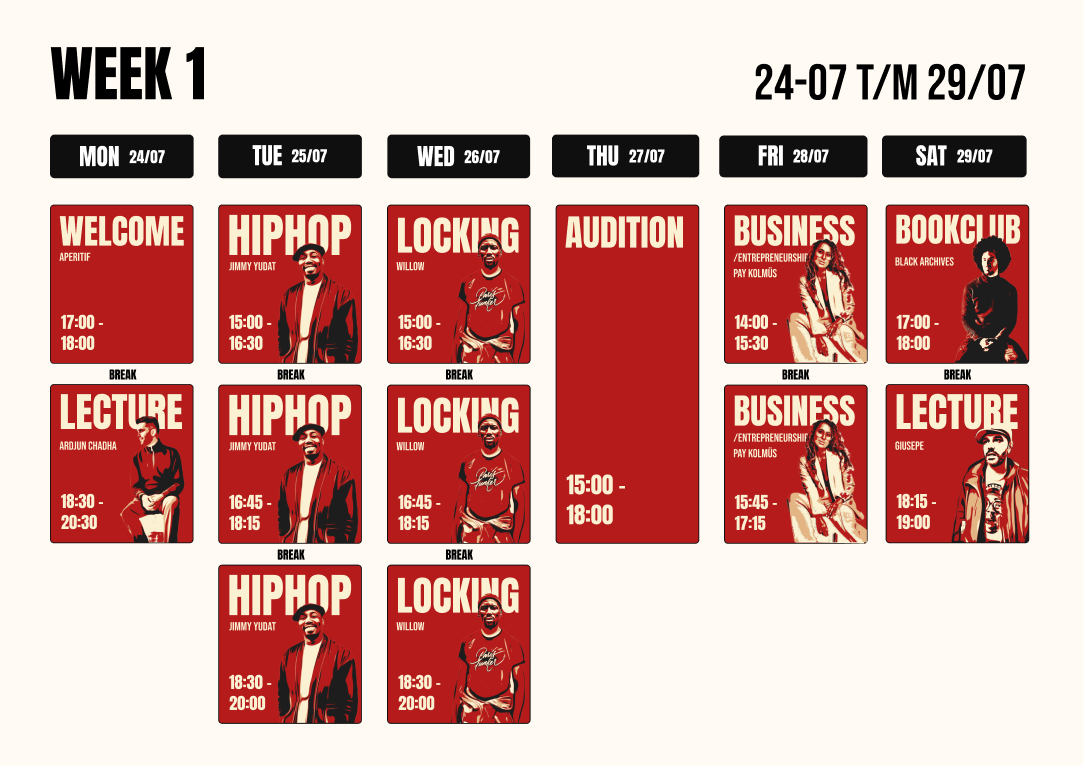 WEEK 1
24-07 T/M 29/07
MON 24/07
TUE 25/07
WED 26/07
THU 27/07
FRI 28/07
SAT 29/07
WELCOME
APERITIF
17:00 -
18:00
BREAK
LECTURE
ARDJUN CHADHA
18:30 -
20:30
HIPHOP
JIMMY YUDAT
15:00 -
16:30
BREAK
HIPHOP
JIMMY YUDAT
16:45 -
18:15
BREAK
HIPHOP
JIMMY YUDAT
18:30 -
20:00
LOCKING
WILLOW
15:00 -
16:30
BREAK
LOCKING
WILLOW
16:45 -
18:15
BREAK
LOCKING
WILLOW
18:30 -
20:00
AUDITION
15:00 -
18:00
BUSINESS
/ENTREPRENEURSHIP
PAY KOLMÜS
14:00 -
15:30
BREAK
BUSINESS
/ENTREPRENEURSHIP
PAY KOLMÜS
15:45 -
17:15
BOOKCLUB
BLACK ARCHIVES
17:00 -
18:00
BREAK
LECTURE
GIUSEPE
18:15 -
19:00